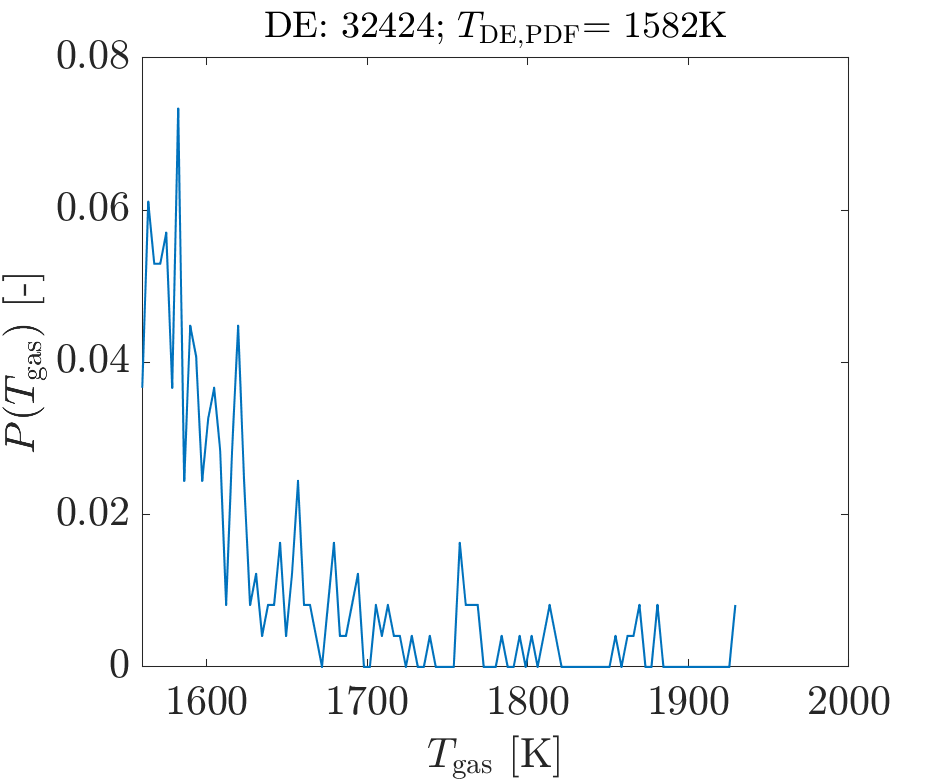 DE: 32424; T_DE,PDF= 1582K
0.08
0.06
0.04
0.02
0
P(T_gas) [-]
1600 1700 1800 1900 2000
T_gas [K]